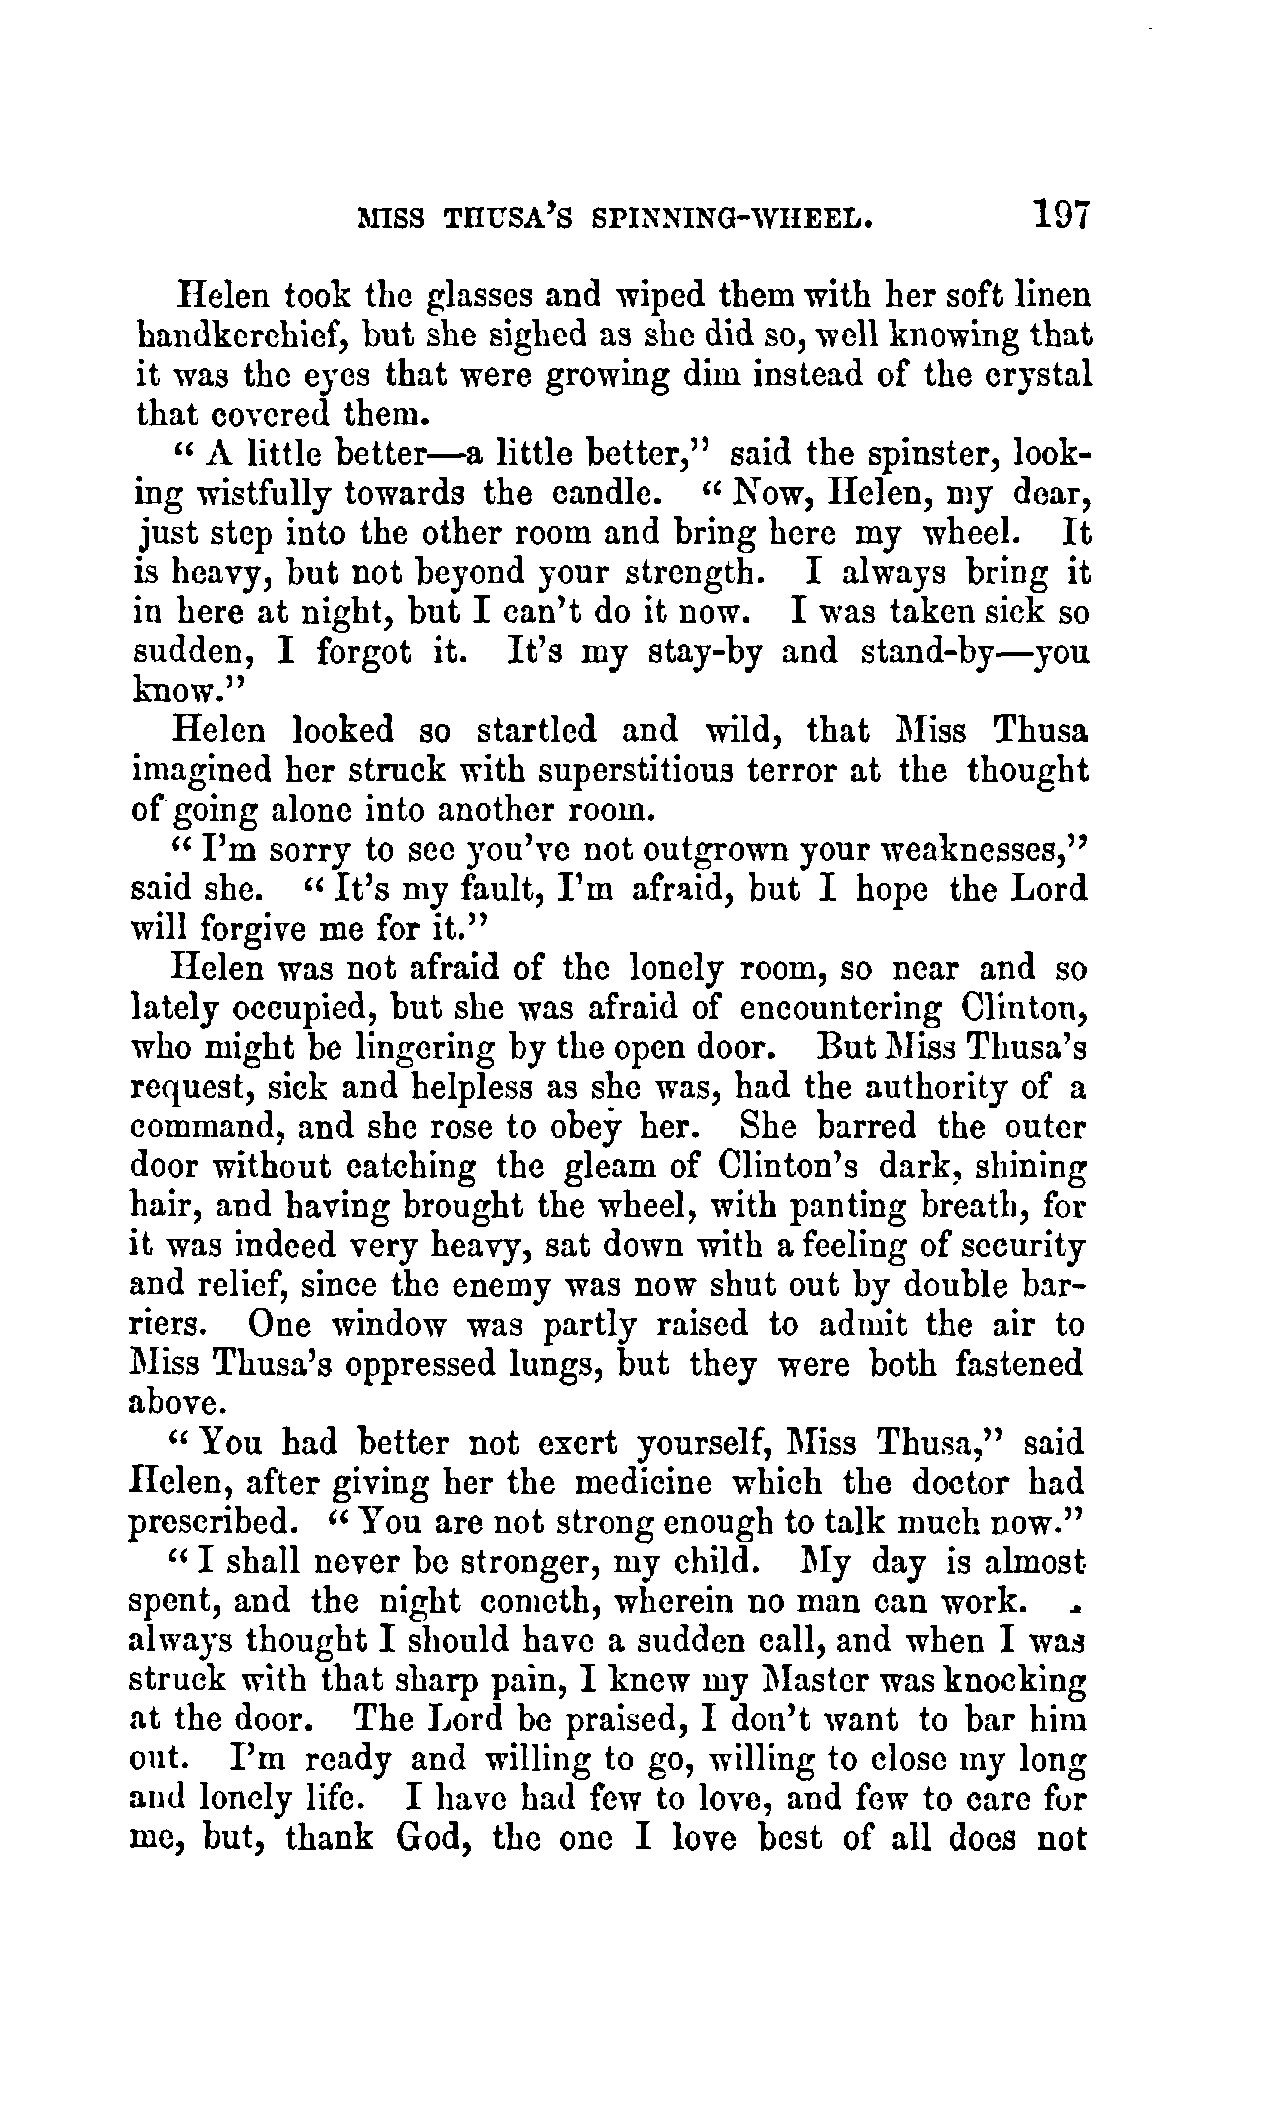 MISS THUSA'S SPINNING-WHEEL. 197
Helen took the glasses and wiped them with her soft linen
handkerchief, but she sighed as she did so, well knowing that
it was the eyes that were growing dim instead of the crystal
that covered them.
"A little better—a little better," said the spinster, look-
ing wistfully towards the candle. "Now, Helen, my dear,
just step into the other room and bring here my wheel. It
is heavy, but not beyond your strength. I always bring it
in here at night, but I can't do it now. I was taken sick so
sudden, I forgot it. It's my stay-by and stand-by—you
know."
Helen looked so startled and wild, that Miss Thusa
imagined her struck with superstitious terror at the thought
of going alone into another room.
"I'm sorry to see you've not outgrown your weaknesses,"
said she. "It's my fault, I'm afraid, but I hope the Lord
will forgive me for it."
Helen was not afraid of the lonely room, so near and so
lately occupied, but she was afraid of encountering Clinton,
who might be lingering by the open door. But Miss Thusa's
request, sick and helpless as she was, had the authority of a
command, and she rose to obey her. She barred the outer
door without catching the gleam of Clinton's dark, shining
hair, and having brought the wheel, with panting breath, for
it was indeed very heavy, sat down with a feeling of security
and relief, since the enemy was now shut out by double bar-
riers. One window was partly raised to admit the air to
Miss Thusa's oppressed lungs, but they were both fastened
above.
"You had better not exert yourself, Miss Thusa," said
Helen, after giving her the medicine which the doctor had
prescribed. "You are not strong enough to talk much now."
"I shall never be stronger, my child. My day is almost
spent, and the night cometh, wherein no man can work.
always thought I should have a sudden call, and when I was
struck with that sharp pain, I knew my Master was knocking
at the door. The Lord be praised, I don't want to bar him
out. I'm ready and willing to go, willing to close my long
and lonely life. I have had few to love, and few to care for
me, but, thank God, the one I love best of all does not